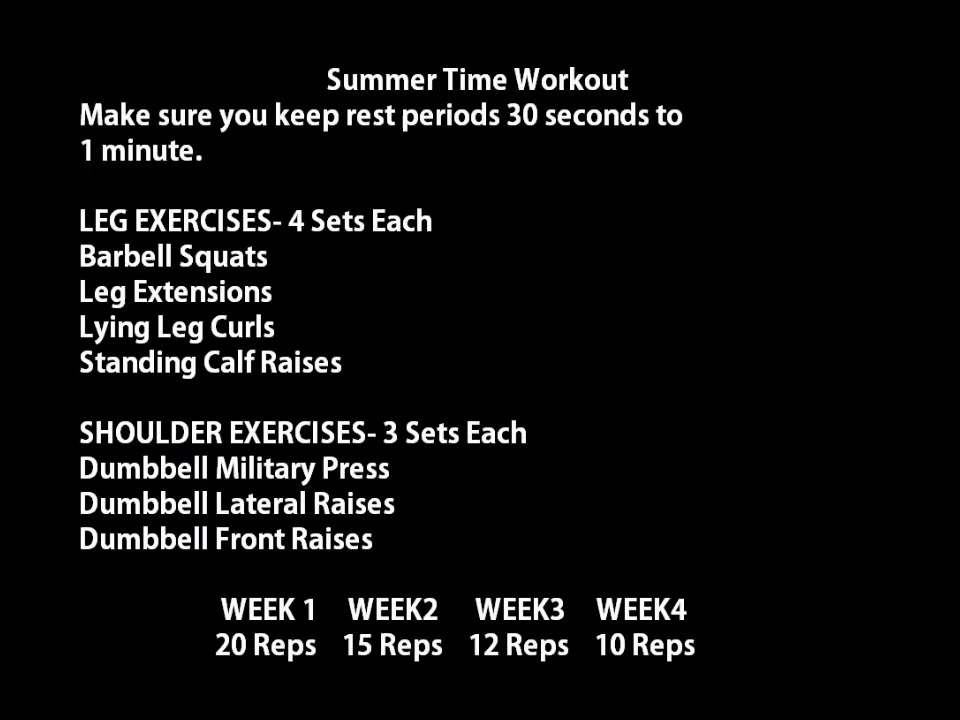 Summer Time Workout
Make sure you keep rest periods 30 seconds to
1 minute.
LEG EXERCISES- 4 Sets Each
Barbell Squats
Leg Extensions
Lying Leg Curls
Standing Calf Raises
SHOULDER EXERCISES- 3 Sets Each
Dumbbell Military Press
Dumbbell Lateral Raises
Dumbbell Front Raises
WEEK 1 WEEK2 WEEK3 WEEK4
20 Reps 15 Reps 12 Reps 10 Reps